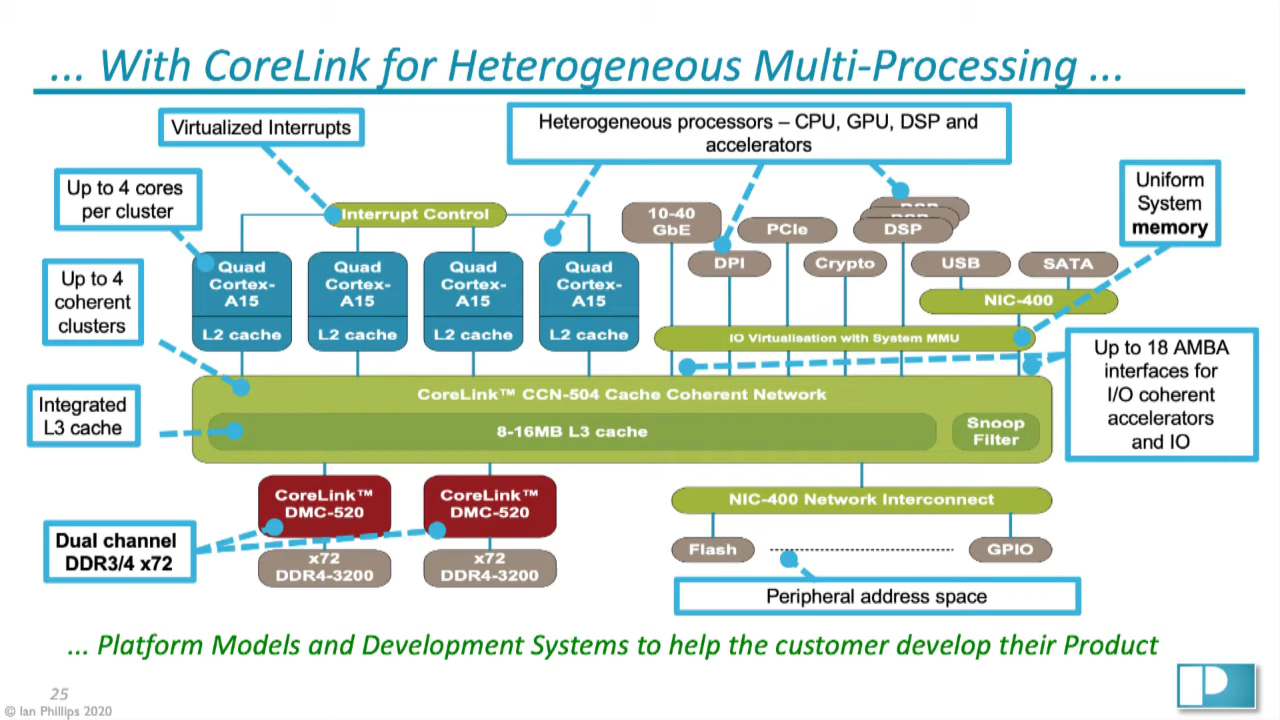 ... With CoreLink for Heterogeneous Multi-Processing ...
Virtualized Interrupts
Heterogeneous processors – CPU, GPU, DSP and
accelerators
Up to 4 cores
per cluster
Uniform
System
memory
Interrupt Control
10-40
GbE
PCIe
DSP
DSP
DSP
DPI
Crypto
USB
SATA
Quad
Cortex-
A15
L2 cache
Quad
Cortex-
A15
L2 cache
Quad
Cortex-
A15
L2 cache
Quad
Cortex-
A15
L2 cache
NIC-400
Up to 4
coherent
clusters
IO Virtualisation with System MMU
Up to 18 AMBA
interfaces for
I/O coherent
accelerators
and IO
CoreLink™ CCN-504 Cache Coherent Network
Integrated
L3 cache
8-16MB L3 cache
Snoop
Filter
CoreLink™
DMC-520
CoreLink™
DMC-520
NIC-400 Network Interconnect
Dual channel
DDR3/4 x72
x72
DDR4-3200
x72
DDR4-3200
Flash
GPIO
Peripheral address space
... Platform Models and Development Systems to help the customer develop their Product
25
© Ian Phillips 2020
P